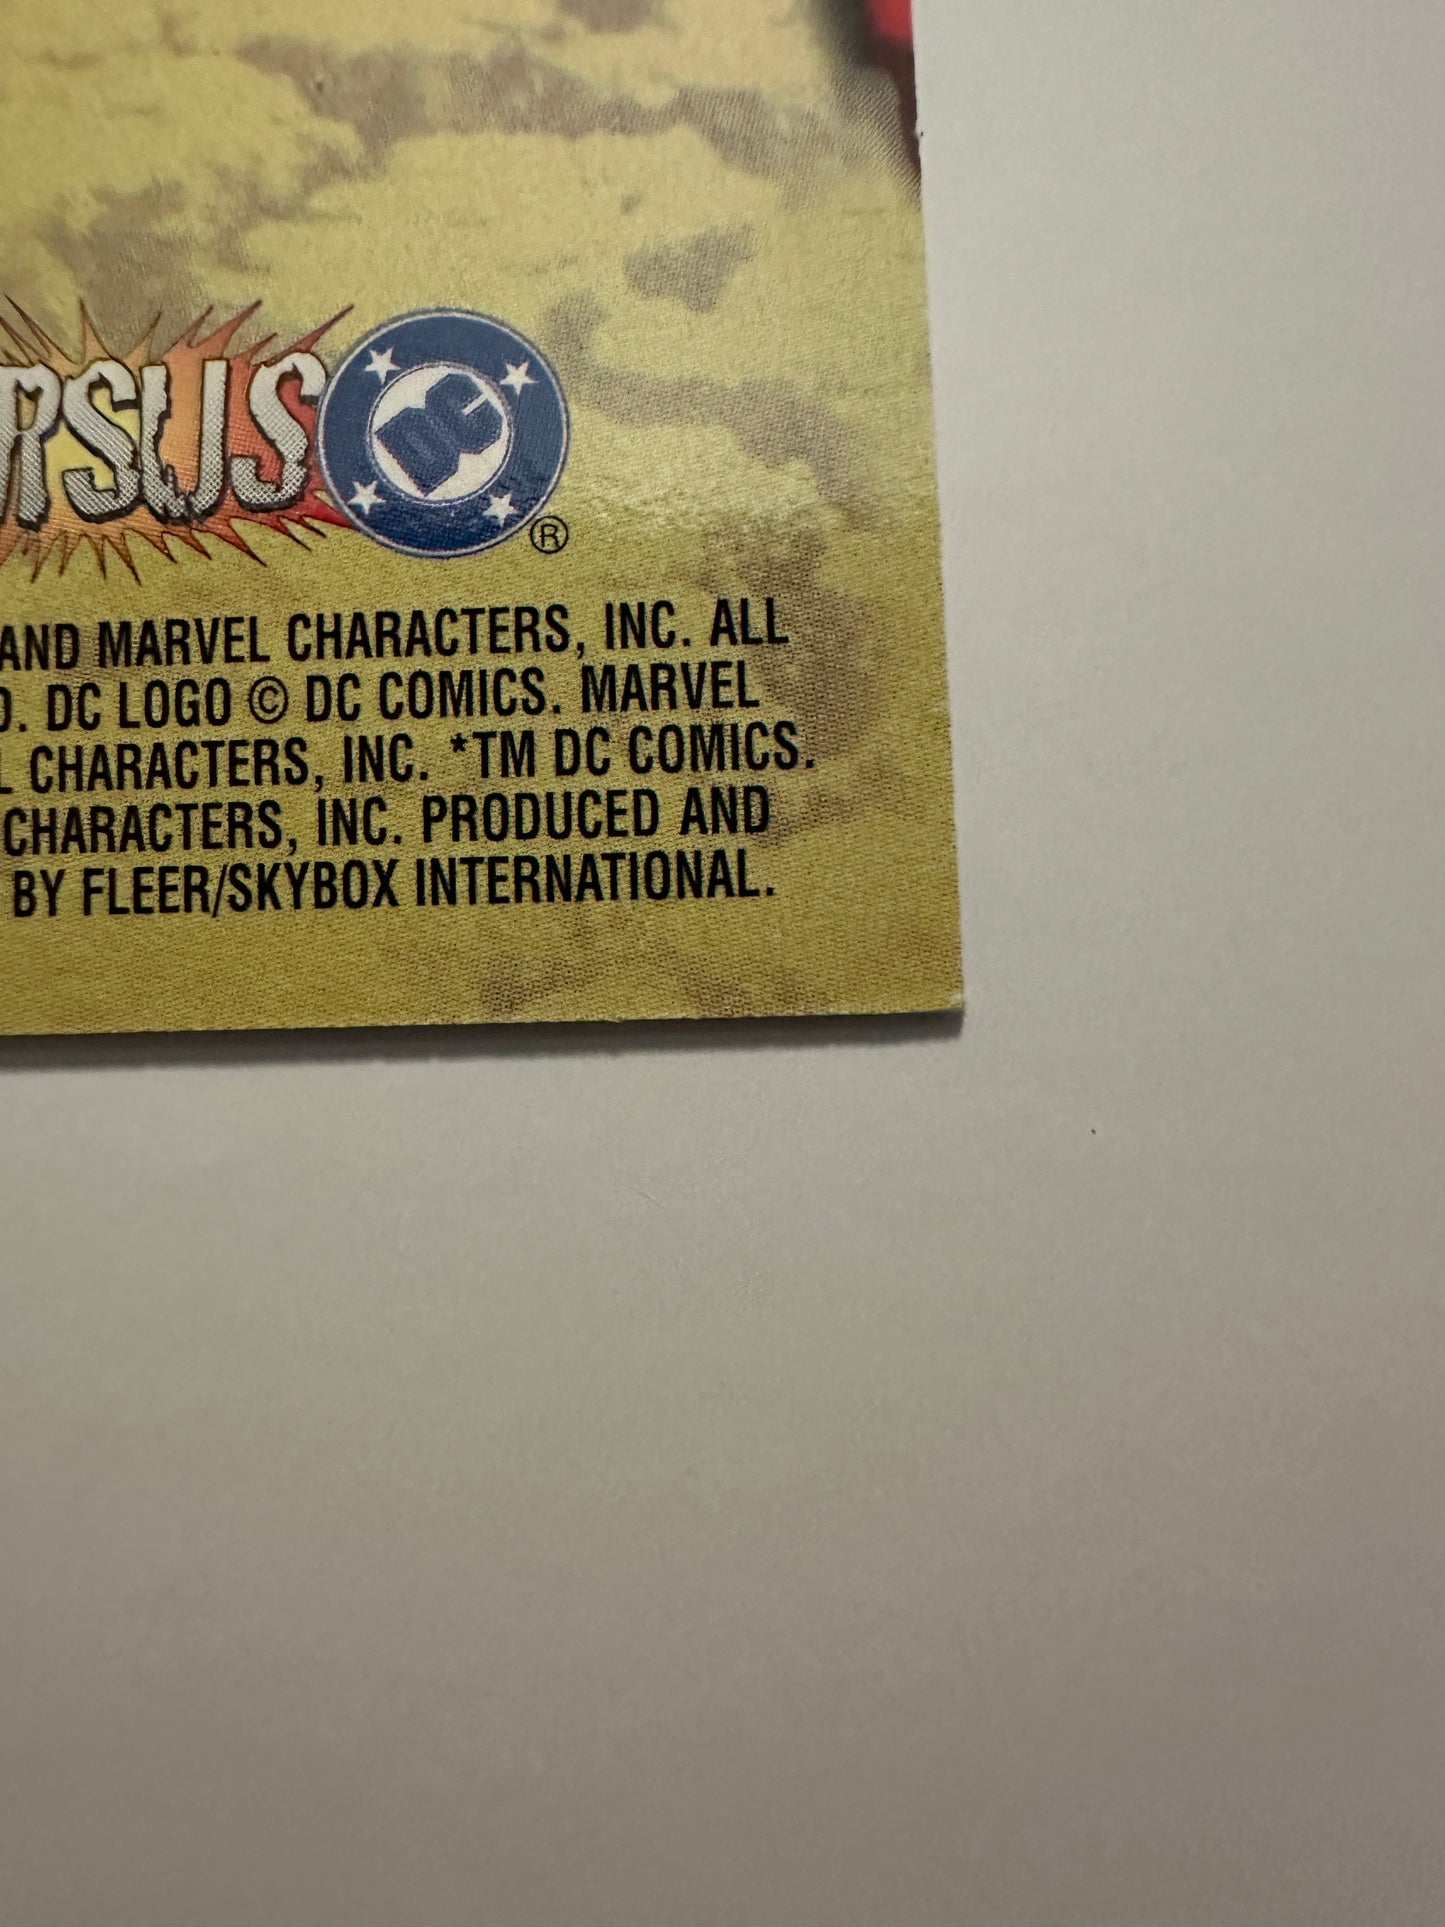 RSUS DC ®
AND MARVEL CHARACTERS, INC. ALL
D. DC LOGO © DC COMICS. MARVEL
L CHARACTERS, INC. *TM DC COMICS.
CHARACTERS, INC. PRODUCED AND
BY FLEER/SKYBOX INTERNATIONAL.